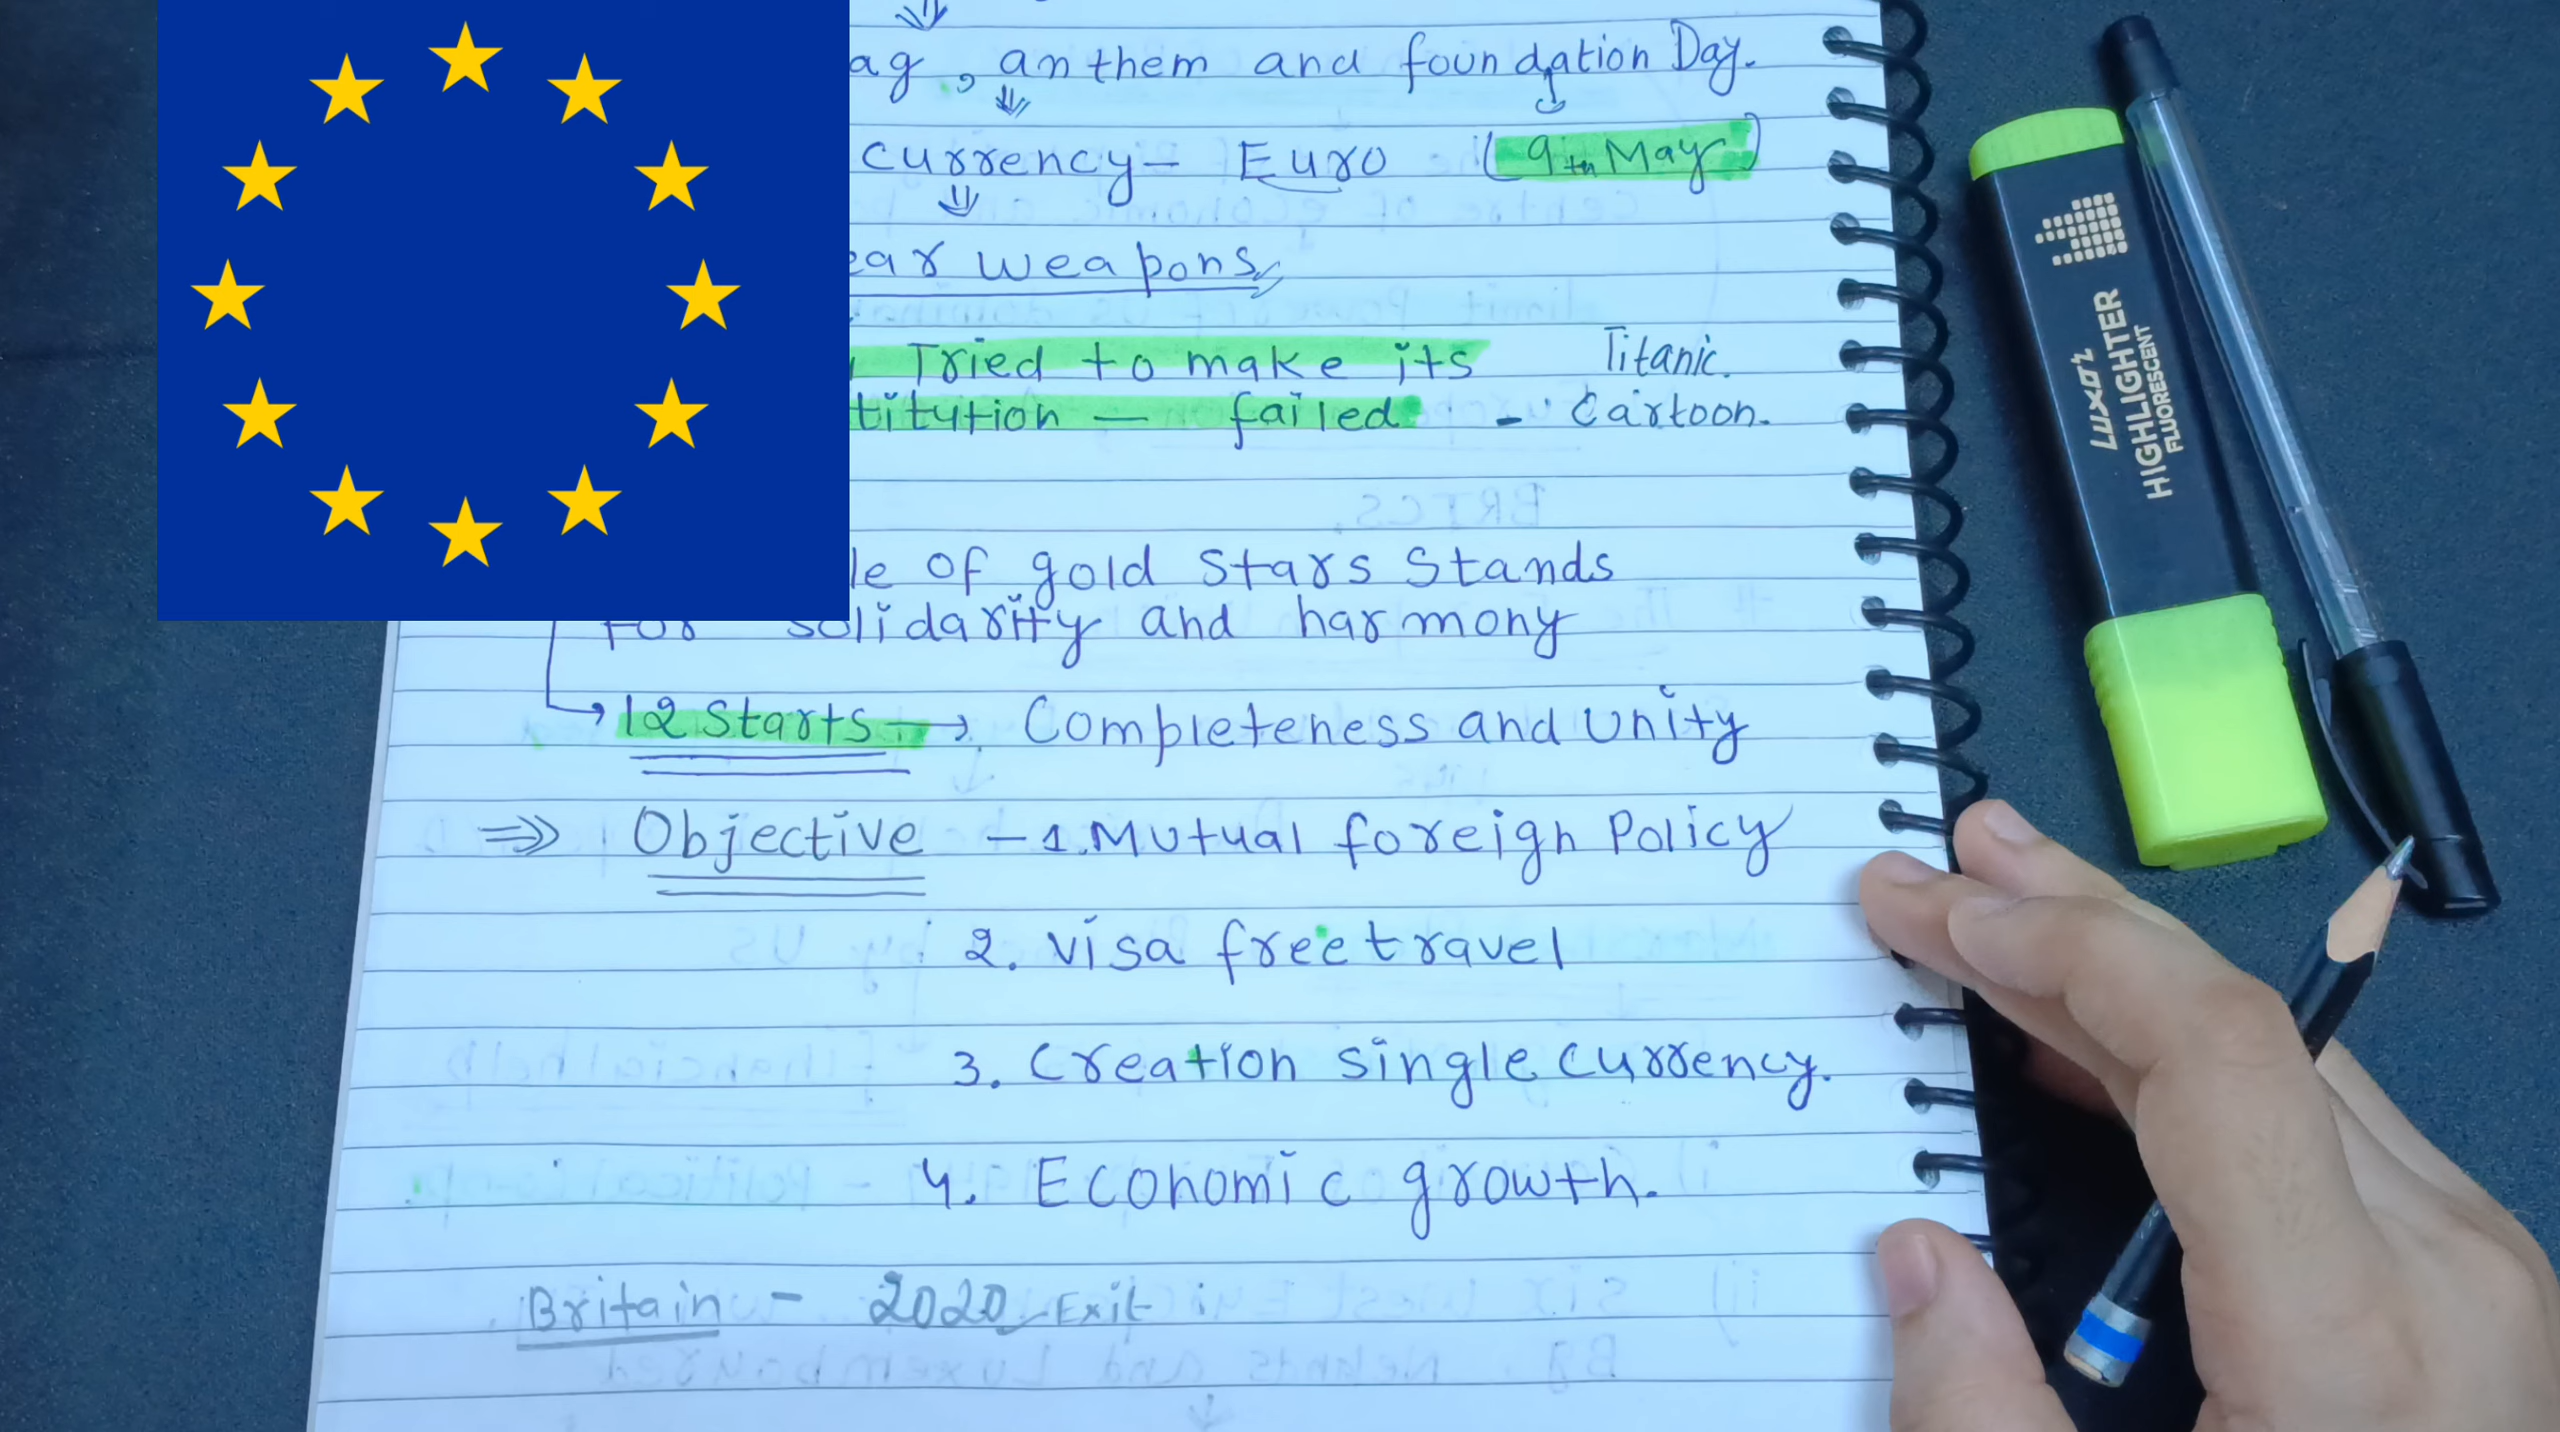 ag, anthem and foundation Day.
currency - Euro (9th May)
ear weapons
Tried to make its Titanic.
titution — failed - Cartoon.
le of gold stars stands
for solidarity and harmony
12 Starts → Completeness and Unity
⇒ Objective - 1. Mutual foreign Policy
2. visa free travel
3. Creation single currency.
4. Economic growth.
Britain - 2020 Exit
LUXOR
HIGHLIGHTER
FLUORESCENT